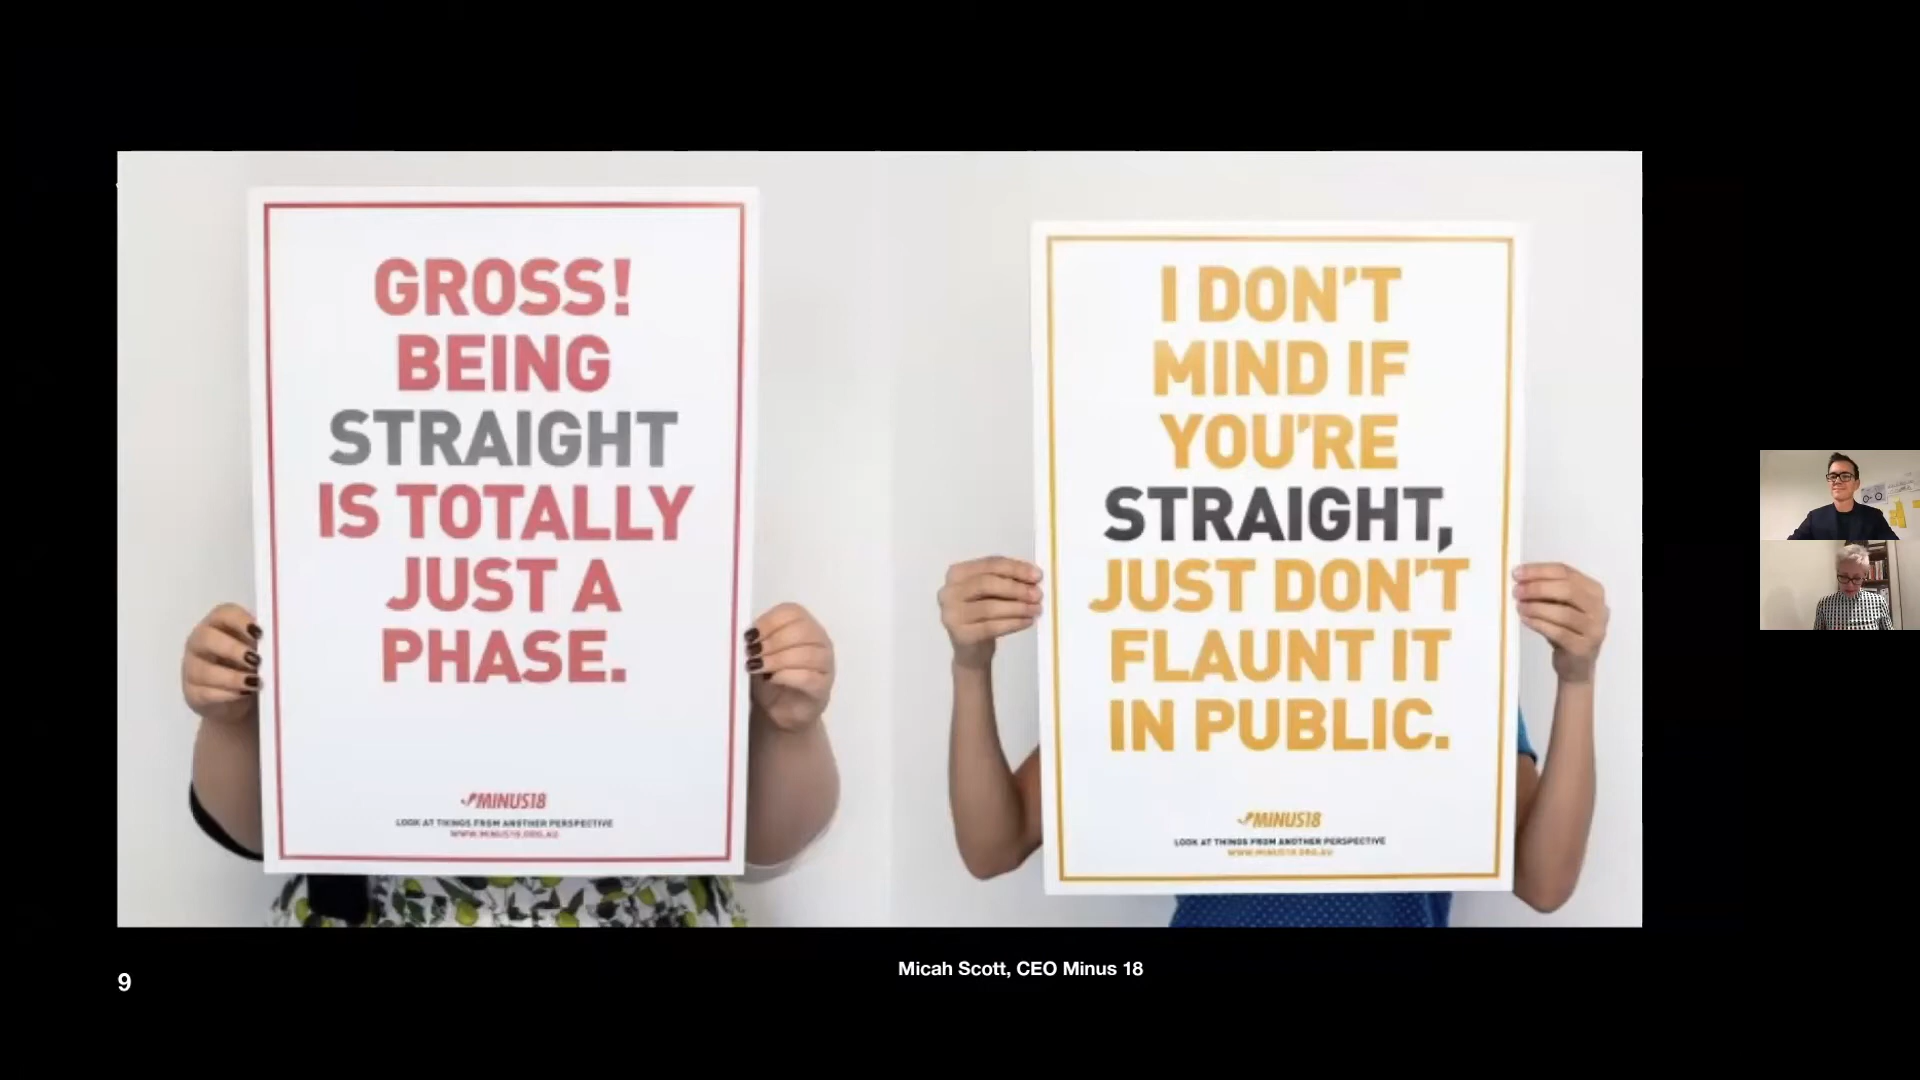 GROSS!
BEING
STRAIGHT
IS TOTALLY
JUST A
PHASE.
MINUS18
LOOK AT THINGS FROM ANOTHER PERSPECTIVE
WWW.MINUS18.ORG.AU
I DON'T
MIND IF
YOU'RE
STRAIGHT,
JUST DON'T
FLAUNT IT
IN PUBLIC.
MINUS18
LOOK AT THINGS FROM ANOTHER PERSPECTIVE
WWW.MINUS18.ORG.AU
9
Micah Scott, CEO Minus 18